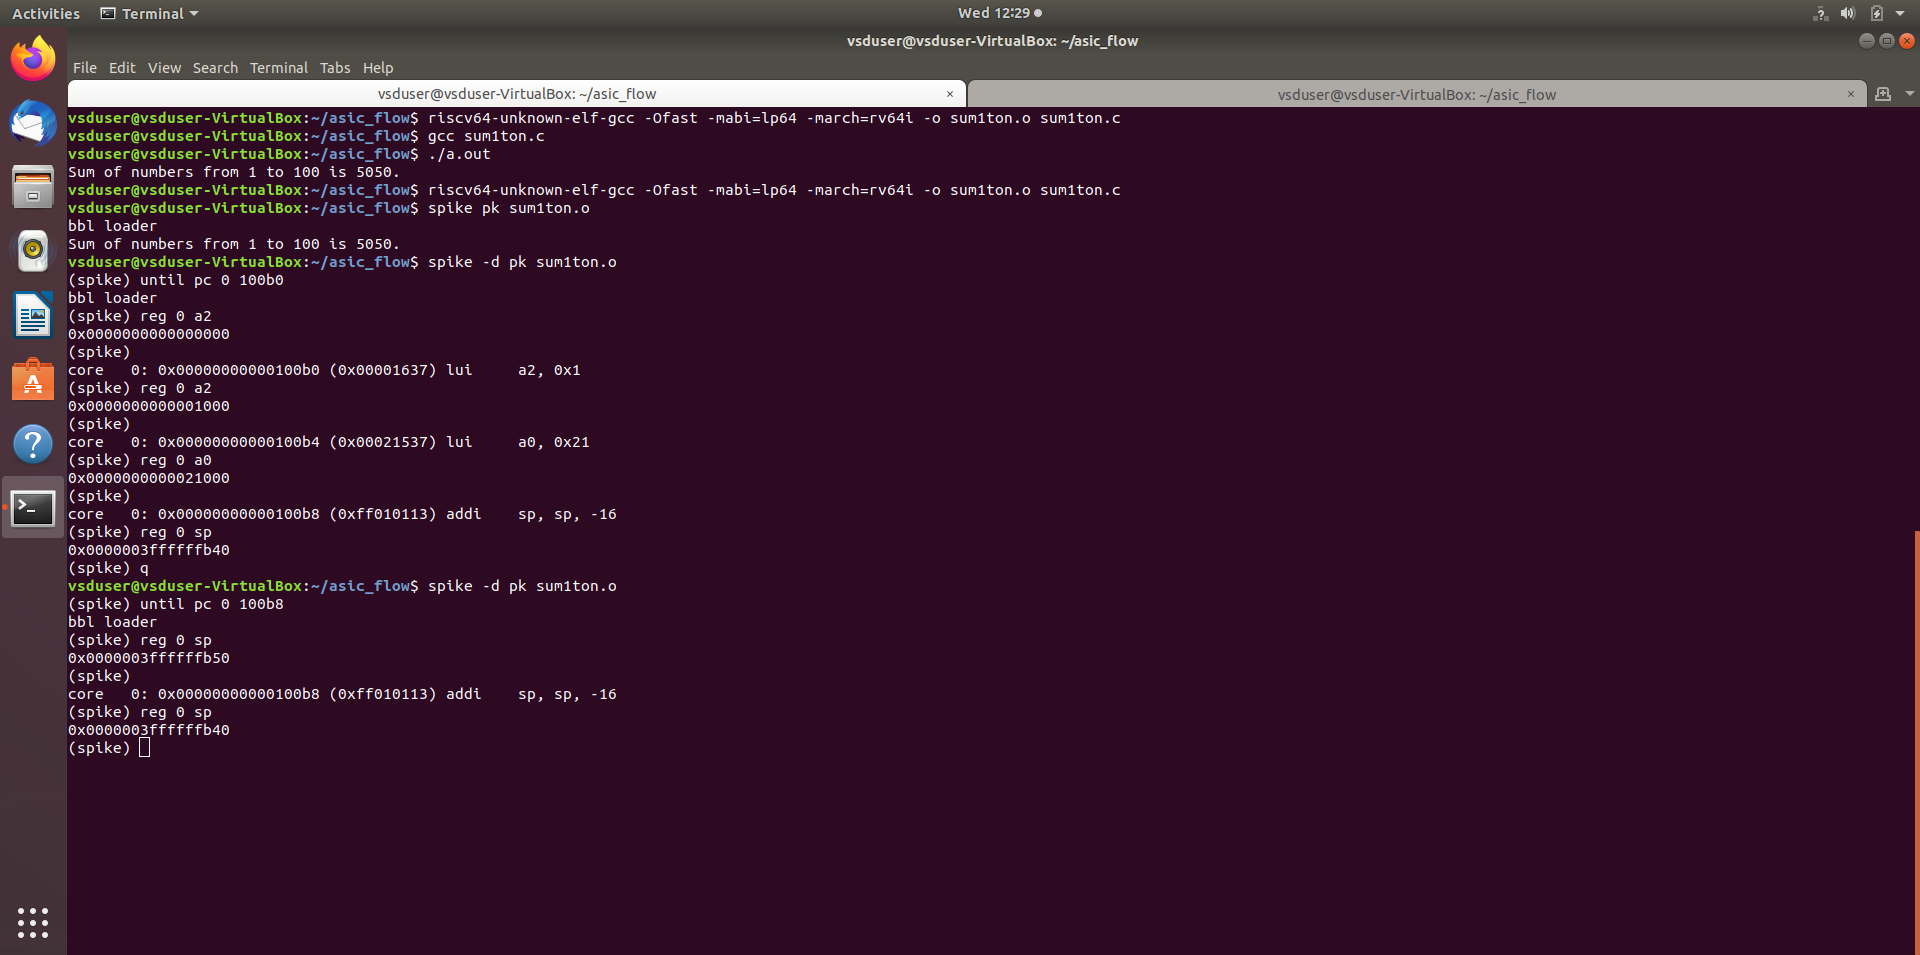 Activities Terminal Wed 12:29
vsduser@vsduser-VirtualBox: ~/asic_flow
File Edit View Search Terminal Tabs Help
vsduser@vsduser-VirtualBox: ~/asic_flow × vsduser@vsduser-VirtualBox: ~/asic_flow ×
vsduser@vsduser-VirtualBox:~/asic_flow$ riscv64-unknown-elf-gcc -Ofast -mabi=lp64 -march=rv64i -o sum1ton.o sum1ton.c
vsduser@vsduser-VirtualBox:~/asic_flow$ gcc sum1ton.c
vsduser@vsduser-VirtualBox:~/asic_flow$ ./a.out
Sum of numbers from 1 to 100 is 5050.
vsduser@vsduser-VirtualBox:~/asic_flow$ riscv64-unknown-elf-gcc -Ofast -mabi=lp64 -march=rv64i -o sum1ton.o sum1ton.c
vsduser@vsduser-VirtualBox:~/asic_flow$ spike pk sum1ton.o
bbl loader
Sum of numbers from 1 to 100 is 5050.
vsduser@vsduser-VirtualBox:~/asic_flow$ spike -d pk sum1ton.o
(spike) until pc 0 100b0
bbl loader
(spike) reg 0 a2
0x0000000000000000
(spike)
core   0: 0x00000000000100b0 (0x00001637) lui     a2, 0x1
(spike) reg 0 a2
0x0000000000001000
(spike)
core   0: 0x00000000000100b4 (0x00021537) lui     a0, 0x21
(spike) reg 0 a0
0x0000000000021000
(spike)
core   0: 0x00000000000100b8 (0xff010113) addi    sp, sp, -16
(spike) reg 0 sp
0x0000003ffffffb40
(spike) q
vsduser@vsduser-VirtualBox:~/asic_flow$ spike -d pk sum1ton.o
(spike) until pc 0 100b8
bbl loader
(spike) reg 0 sp
0x0000003ffffffb50
(spike)
core   0: 0x00000000000100b8 (0xff010113) addi    sp, sp, -16
(spike) reg 0 sp
0x0000003ffffffb40
(spike)